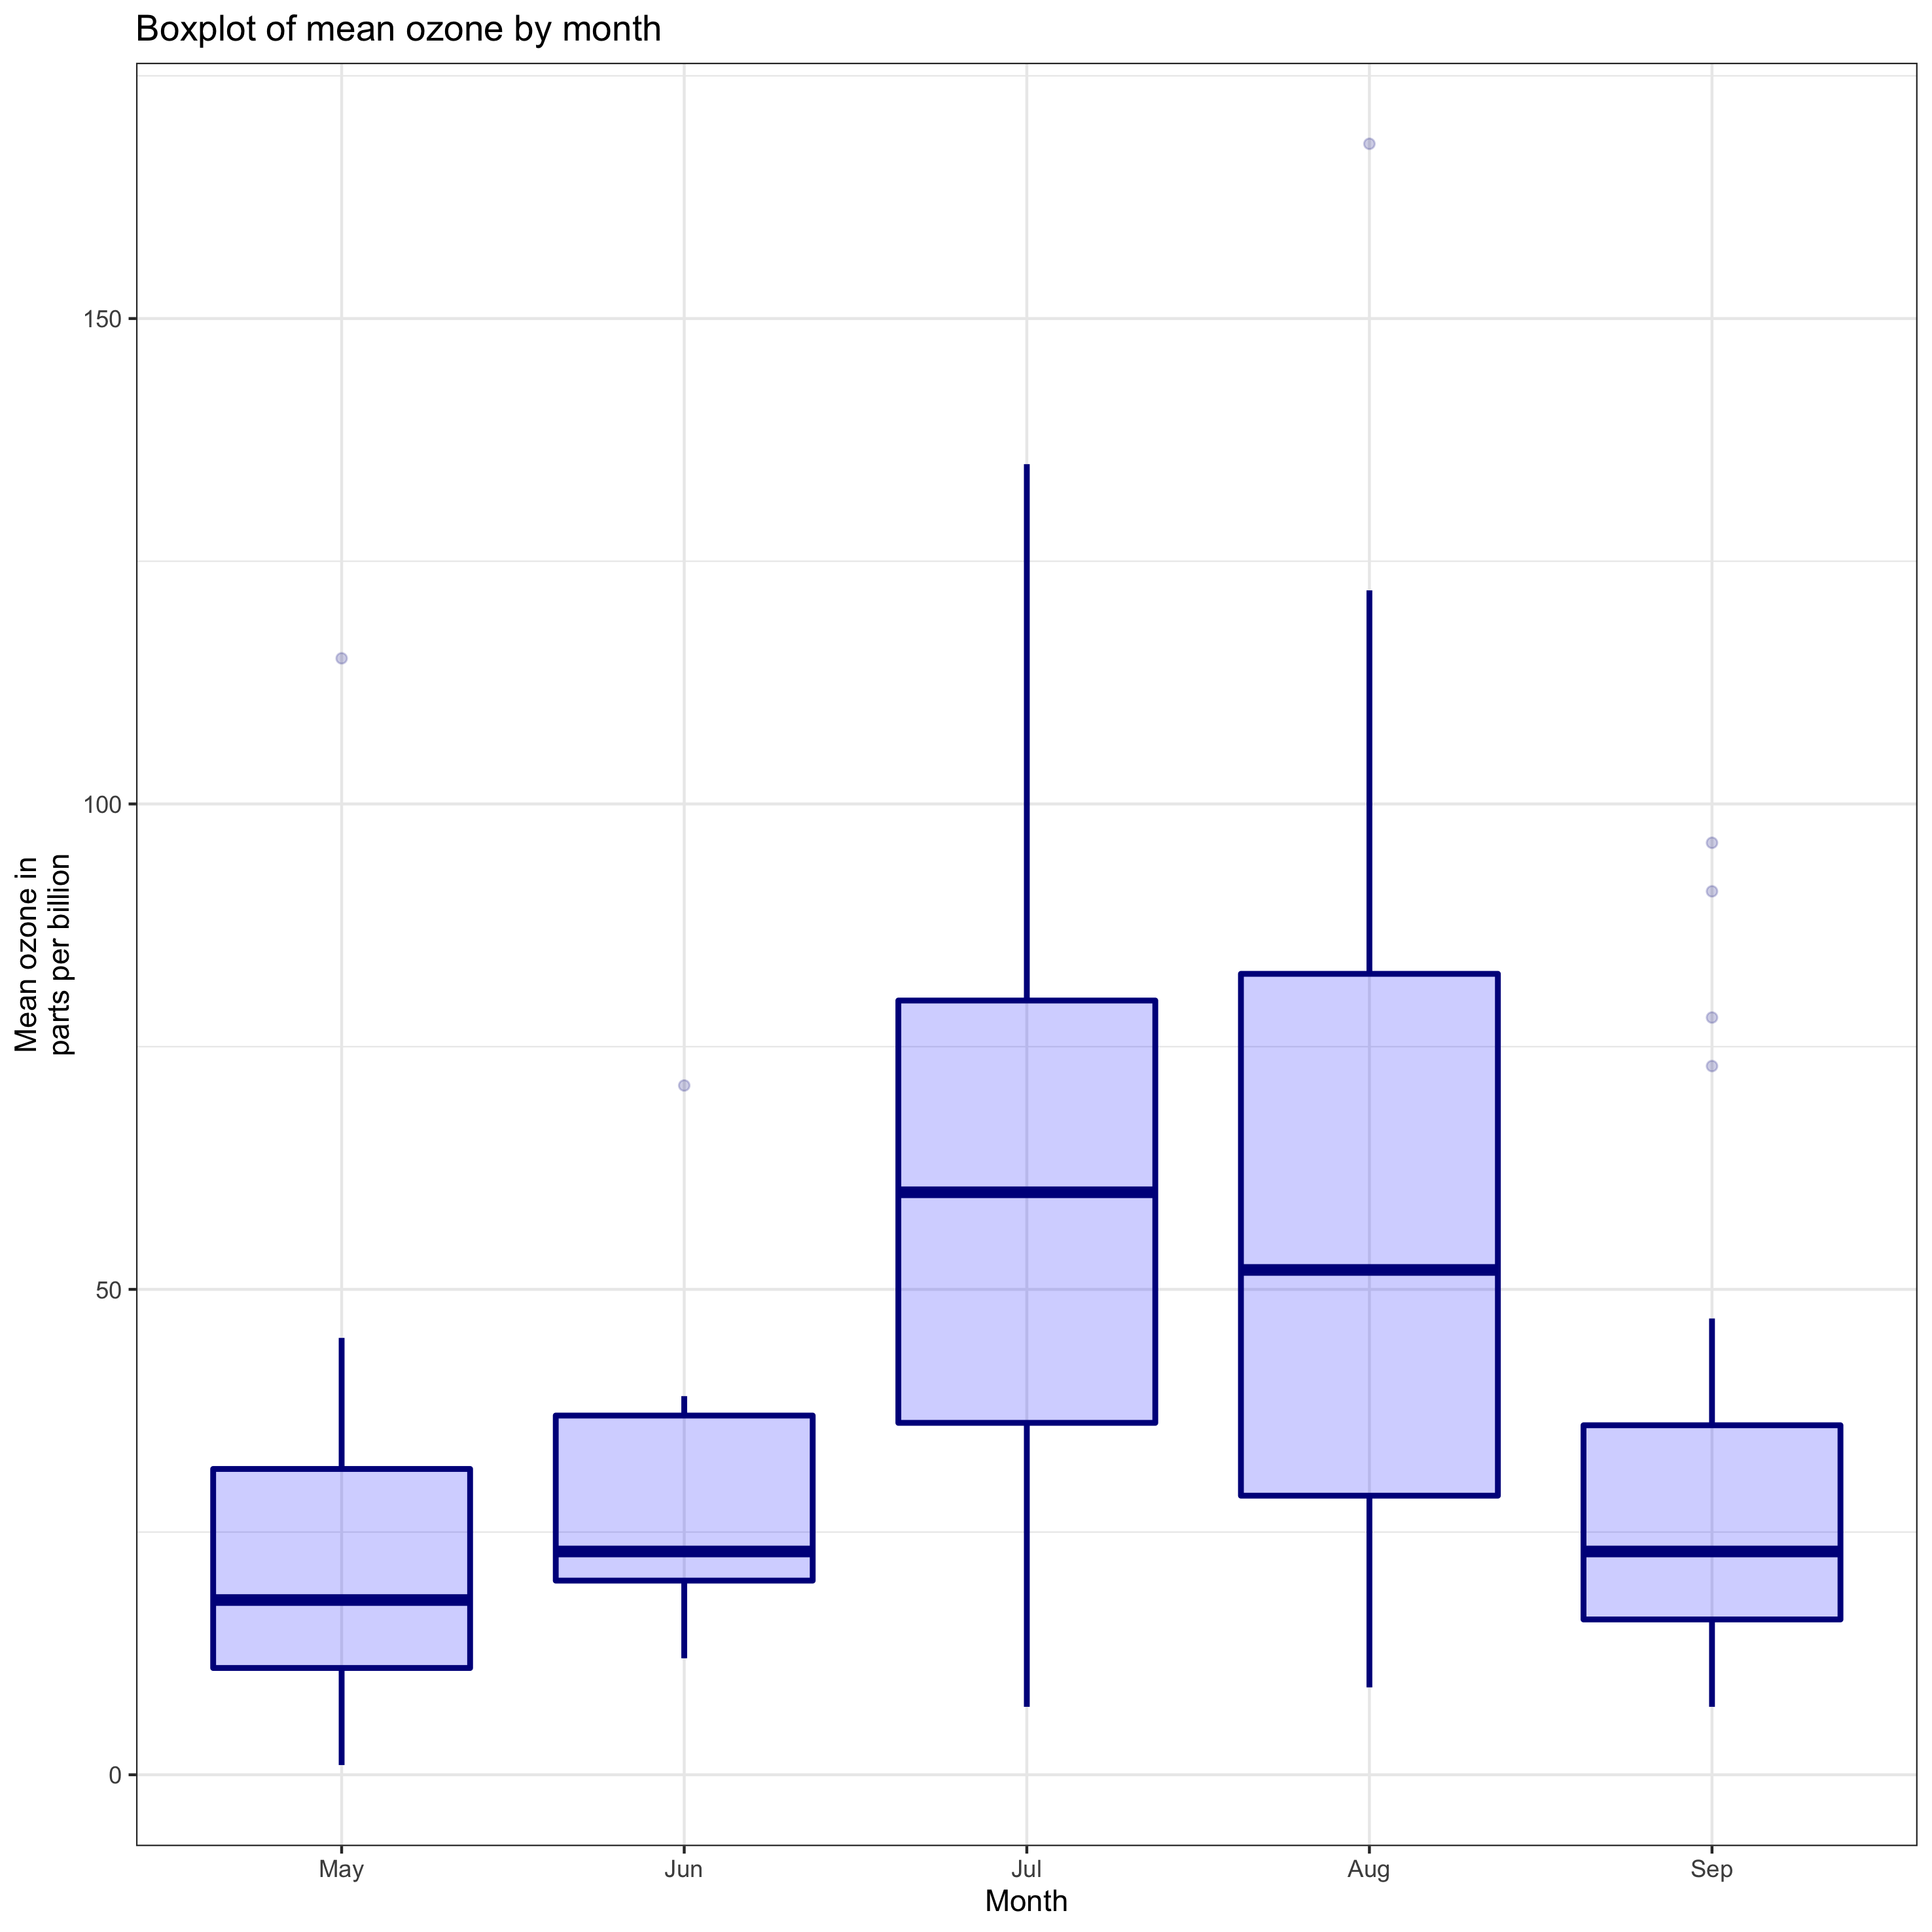 Boxplot of mean ozone by month
Mean ozone in
parts per billion
150
100
50
0
May
Jun
Jul
Aug
Sep
Month